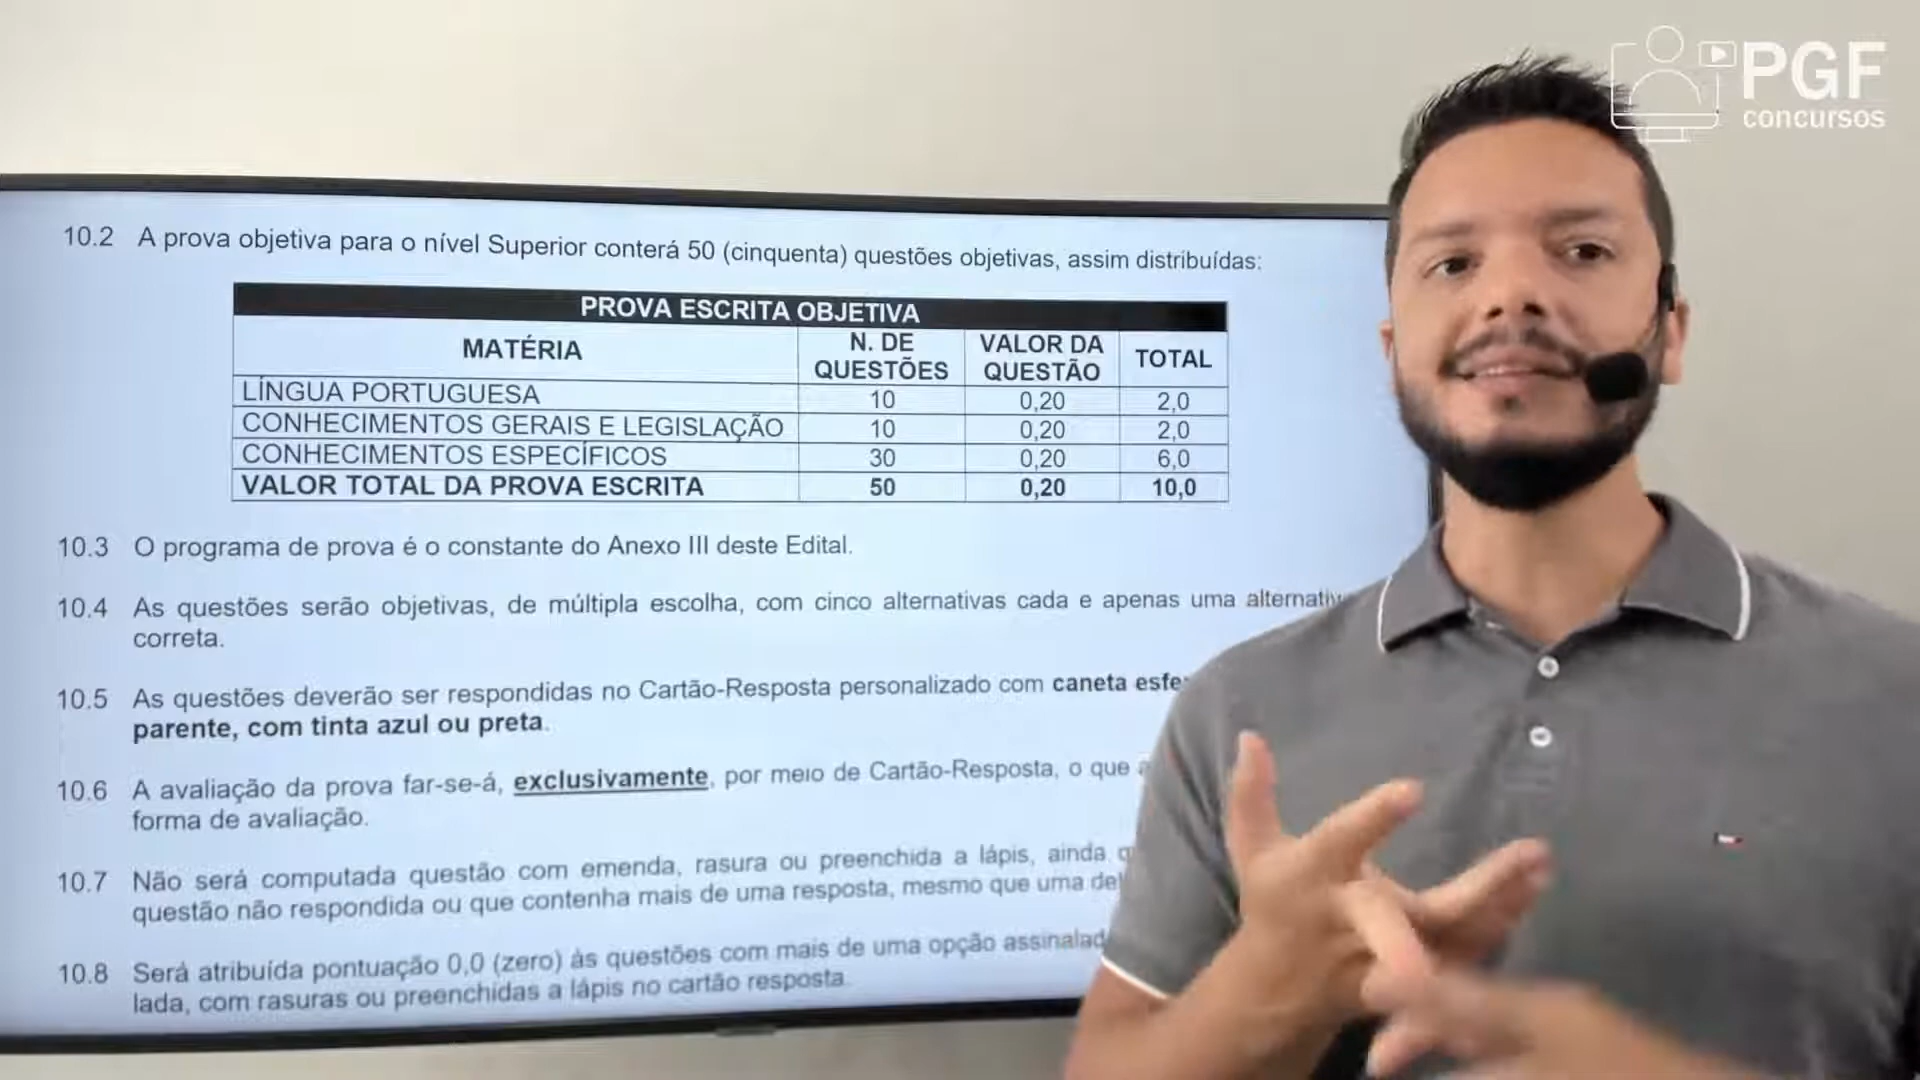 PGF
concursos
10.2 A prova objetiva para o nível Superior conterá 50 (cinquenta) questões objetivas, assim distribuídas:
PROVA ESCRITA OBJETIVA
MATÉRIA N. DE QUESTÕES VALOR DA QUESTÃO TOTAL
LÍNGUA PORTUGUESA 10 0,20 2,0
CONHECIMENTOS GERAIS E LEGISLAÇÃO 10 0,20 2,0
CONHECIMENTOS ESPECÍFICOS 30 0,20 6,0
VALOR TOTAL DA PROVA ESCRITA 50 0,20 10,0
10.3 O programa de prova é o constante do Anexo III deste Edital.
10.4 As questões serão objetivas, de múltipla escolha, com cinco alternativas cada e apenas uma
correta.
10.5 As questões deverão ser respondidas no Cartão-Resposta personalizado com caneta
parente, com tinta azul ou preta.
10.6 A avaliação da prova far-se-á, exclusivamente, por meio de Cartão-Resposta, o que
forma de avaliação.
10.7 Não será computada questão com emenda, rasura ou preenchida a lápis, ainda
questão não respondida ou que contenha mais de uma resposta, mesmo que uma
10.8 Será atribuída pontuação 0,0 (zero) às questões com mais de uma opção
lada, com rasuras ou preenchidas a lápis no cartão resposta.